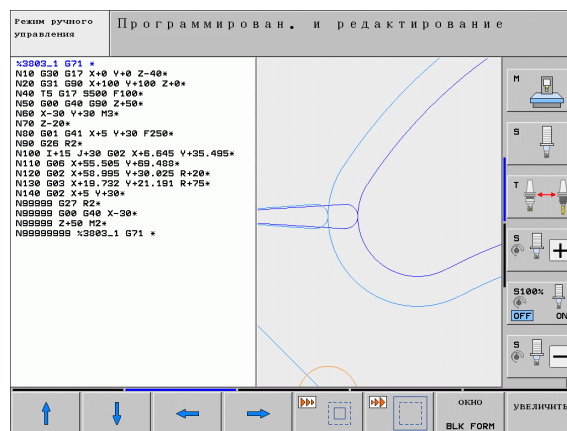 Режим ручного
управления
Программирован. и редактирование
%3803_1 G71 *
N10 G30 G17 X+0 Y+0 Z-40*
N20 G31 G90 X+100 Y+100 Z+0*
N40 T5 G17 S500 F100*
N50 G00 G40 G90 Z+50*
N60 X-30 Y+30 M3*
N70 Z-20*
N80 G01 G41 X+5 Y+30 F250*
N90 G26 R2*
N100 I+15 J+30 G02 X+6.645 Y+35.495*
N110 G06 X+55.505 Y+69.488*
N120 G02 X+58.995 Y+30.025 R+20*
N130 G03 X+19.732 Y+21.191 R+75*
N140 G02 X+5 Y+30*
N99999 G27 R2*
N99999 G00 G40 X-30*
N99999 Z+50 M2*
N99999999 %3803_1 G71 *
M
S
T
S
+
S100%
OFF ON
S
−
ОКНО
BLK FORM
УВЕЛИЧИТЬ